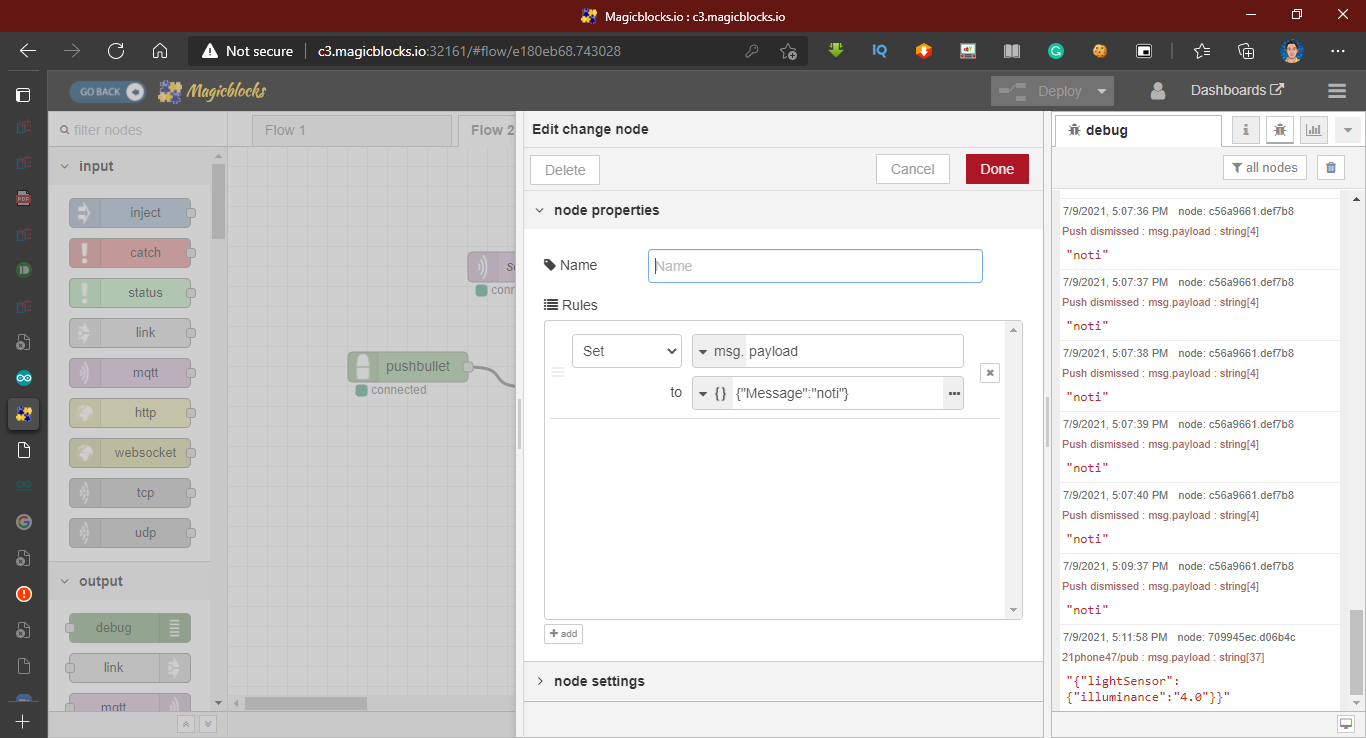 Magicblocks.io : c3.magicblocks.io
Not secure c3.magicblocks.io:32161/#flow/e180eb68.743028
IQ
GO BACK Magicblocks Deploy Dashboards
filter nodes
Flow 1
Flow 2
input
inject
catch
status
link
mqtt
http
websocket
tcp
udp
output
debug
link
mqtt
conn
pushbullet
connected
Edit change node
Delete Cancel Done
node properties
Name Name
Rules
Set msg. payload
to {} {"Message":"noti"}
add
node settings
debug
all nodes
7/9/2021, 5:07:36 PM node: c56a9661.def7b8
Push dismissed : msg.payload : string[4]
"noti"
7/9/2021, 5:07:37 PM node: c56a9661.def7b8
Push dismissed : msg.payload : string[4]
"noti"
7/9/2021, 5:07:38 PM node: c56a9661.def7b8
Push dismissed : msg.payload : string[4]
"noti"
7/9/2021, 5:07:39 PM node: c56a9661.def7b8
Push dismissed : msg.payload : string[4]
"noti"
7/9/2021, 5:07:40 PM node: c56a9661.def7b8
Push dismissed : msg.payload : string[4]
"noti"
7/9/2021, 5:09:37 PM node: c56a9661.def7b8
Push dismissed : msg.payload : string[4]
"noti"
7/9/2021, 5:11:58 PM node: 709945ec.d06b4c
21phone47/pub : msg.payload : string[37]
"{"lightSensor":
{"illuminance":"4.0"}}"